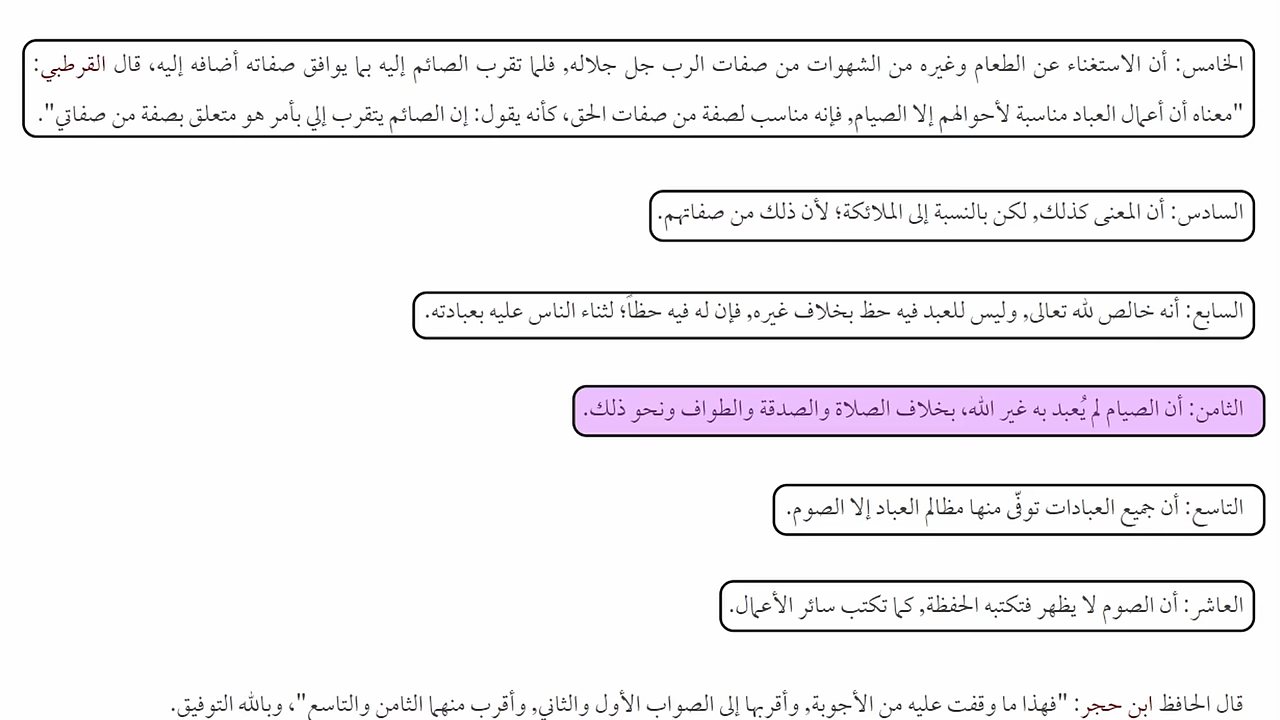 الخامس: أن الاستغناء عن الطعام وغيره من الشهوات من صفات الرب جل جلاله, فلما تقرب الصائم إليه بما يوافق صفاته أضافه إليه، قال القرطبي:
"معناه أن أعمال العباد مناسبة لأحوالهم إلا الصيام, فإنه مناسب لصفة من صفات الحق، كأنه يقول: إن الصائم يتقرب إلي بأمر هو متعلق بصفة من صفاتي".
السادس: أن المعنى كذلك, لكن بالنسبة إلى الملائكة؛ لأن ذلك من صفاتهم.
السابع: أنه خالص لله تعالى, وليس للعبد فيه حظ بخلاف غيره, فإن له فيه حظاً؛ لثناء الناس عليه بعبادته.
الثامن: أن الصيام لم يُعبد به غير الله، بخلاف الصلاة والصدقة والطواف ونحو ذلك.
التاسع: أن جميع العبادات توفّى منها مظالم العباد إلا الصوم.
العاشر: أن الصوم لا يظهر فتكتبه الحفظة, كما تكتب سائر الأعمال.
قال الحافظ ابن حجر: "فهذا ما وقفت عليه من الأجوبة, وأقربها إلى الصواب الأول والثاني, وأقرب منهما الثامن والتاسع"، وبالله التوفيق.